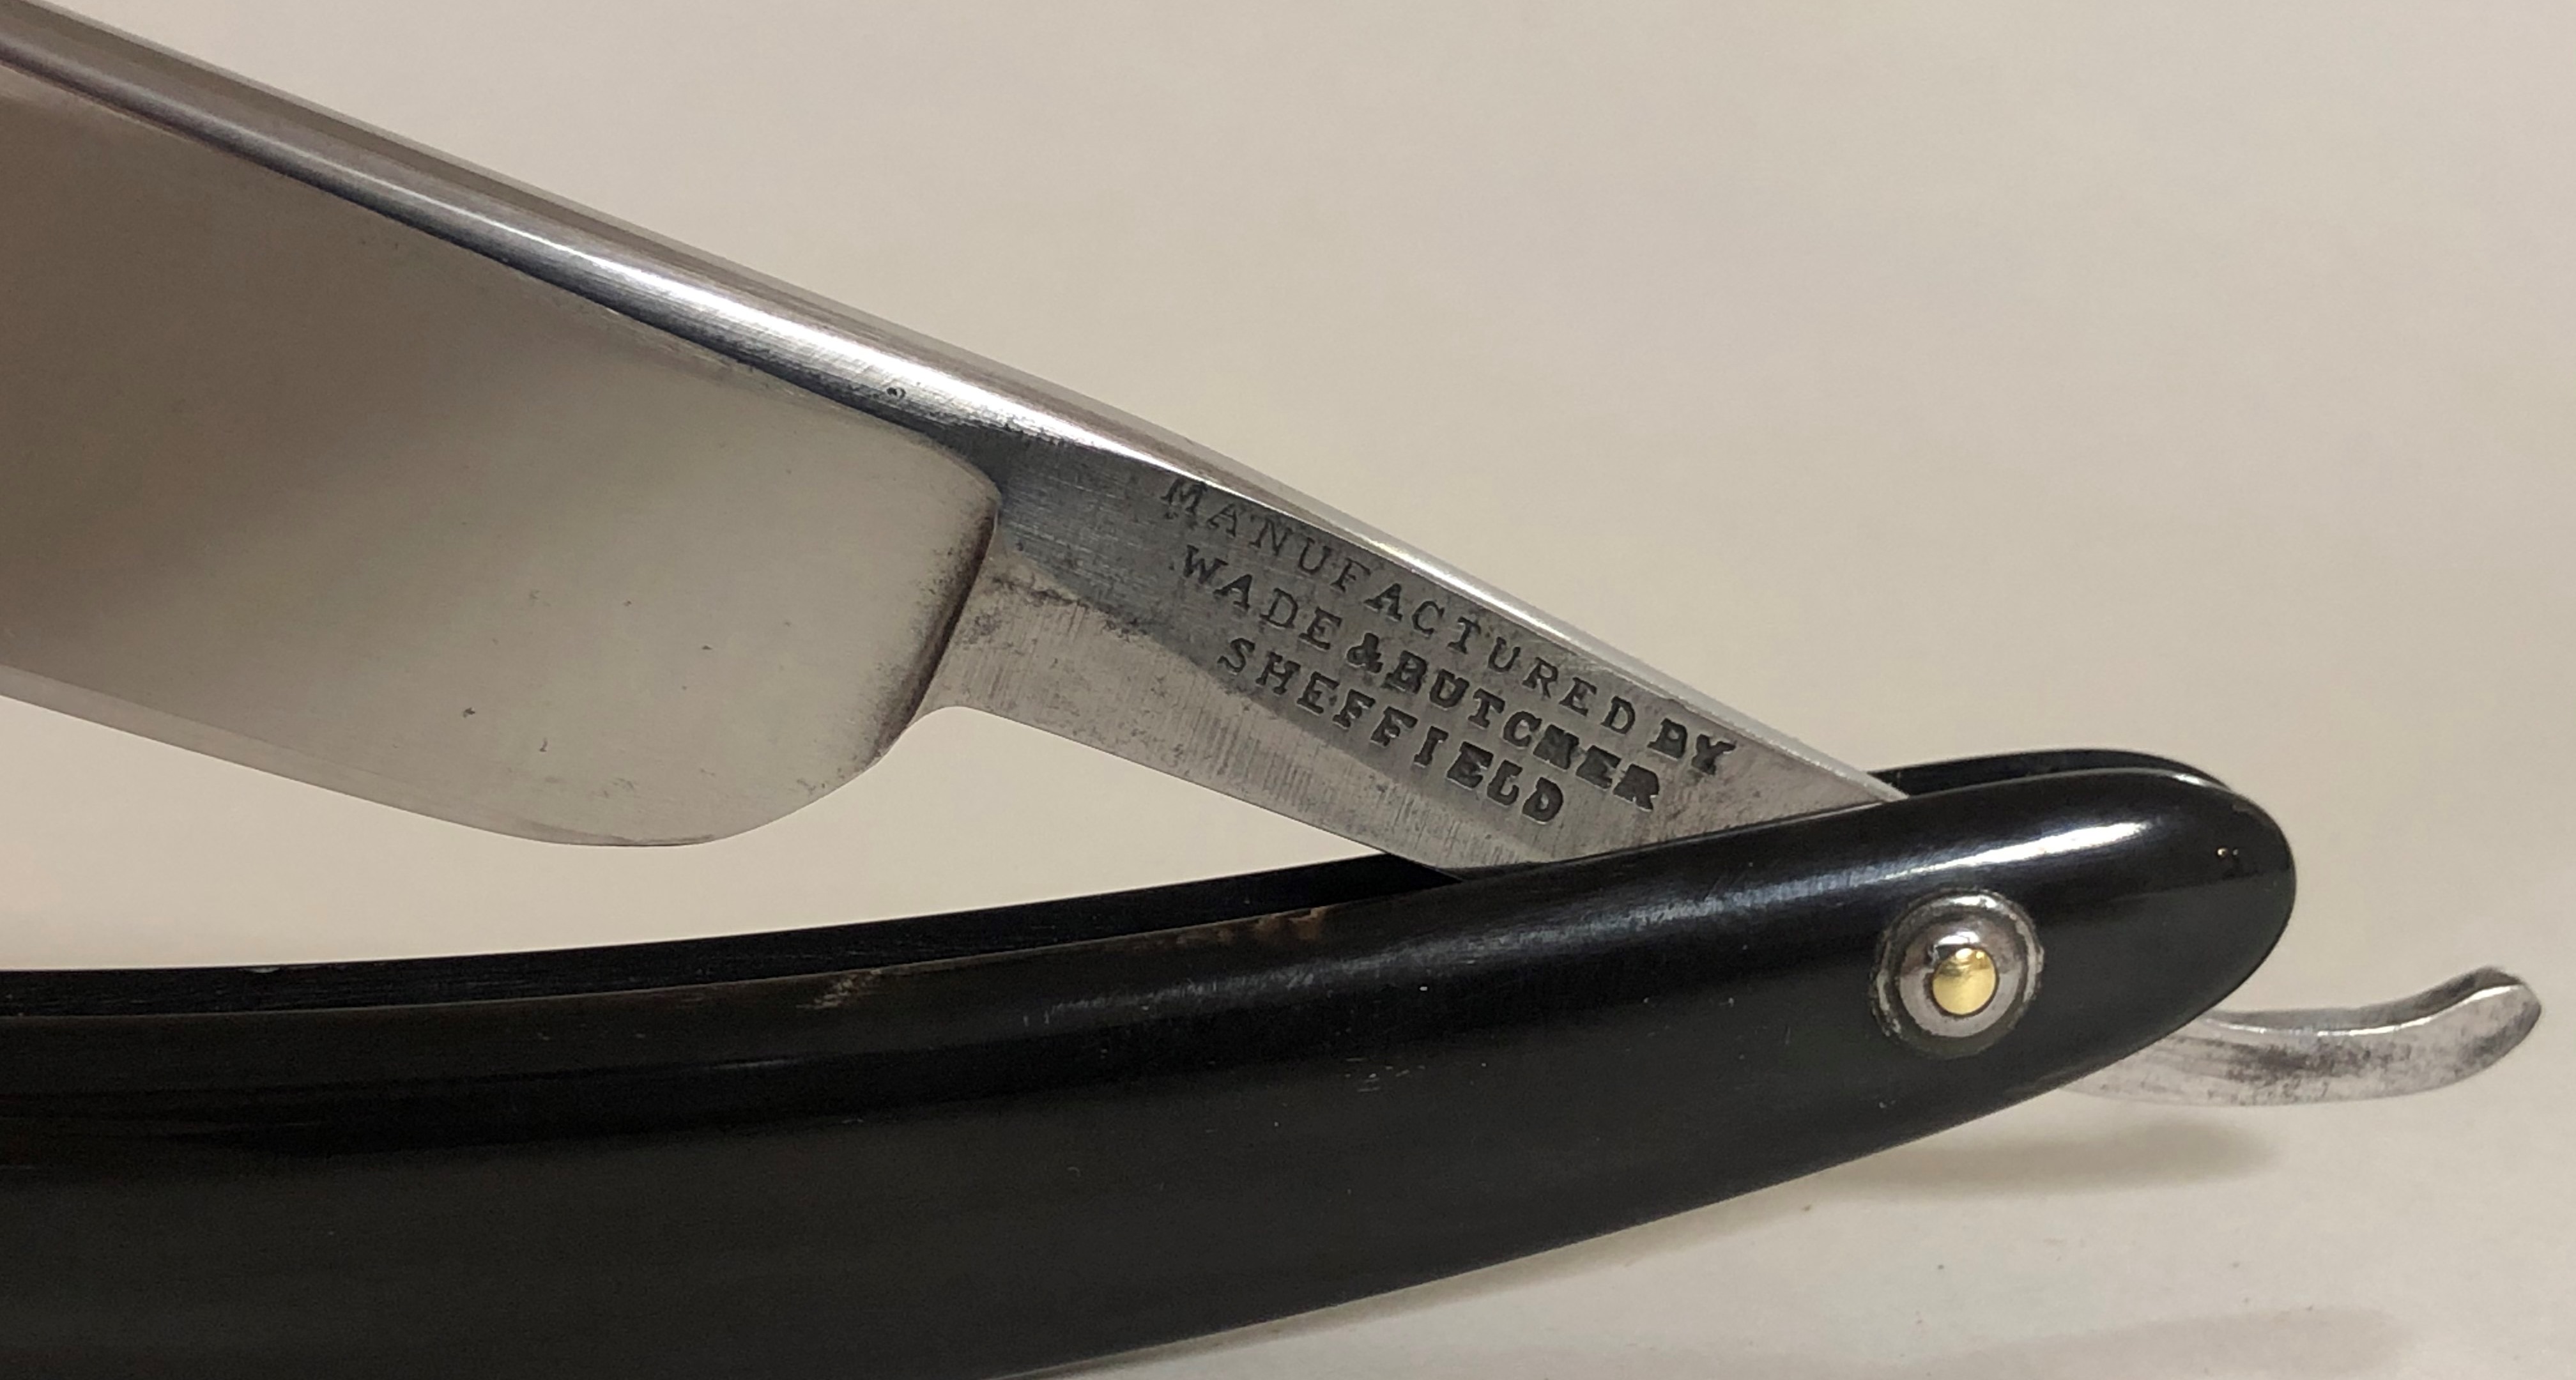 MANUFACTURED BY
WADE & BUTCHER
SHEFFIELD